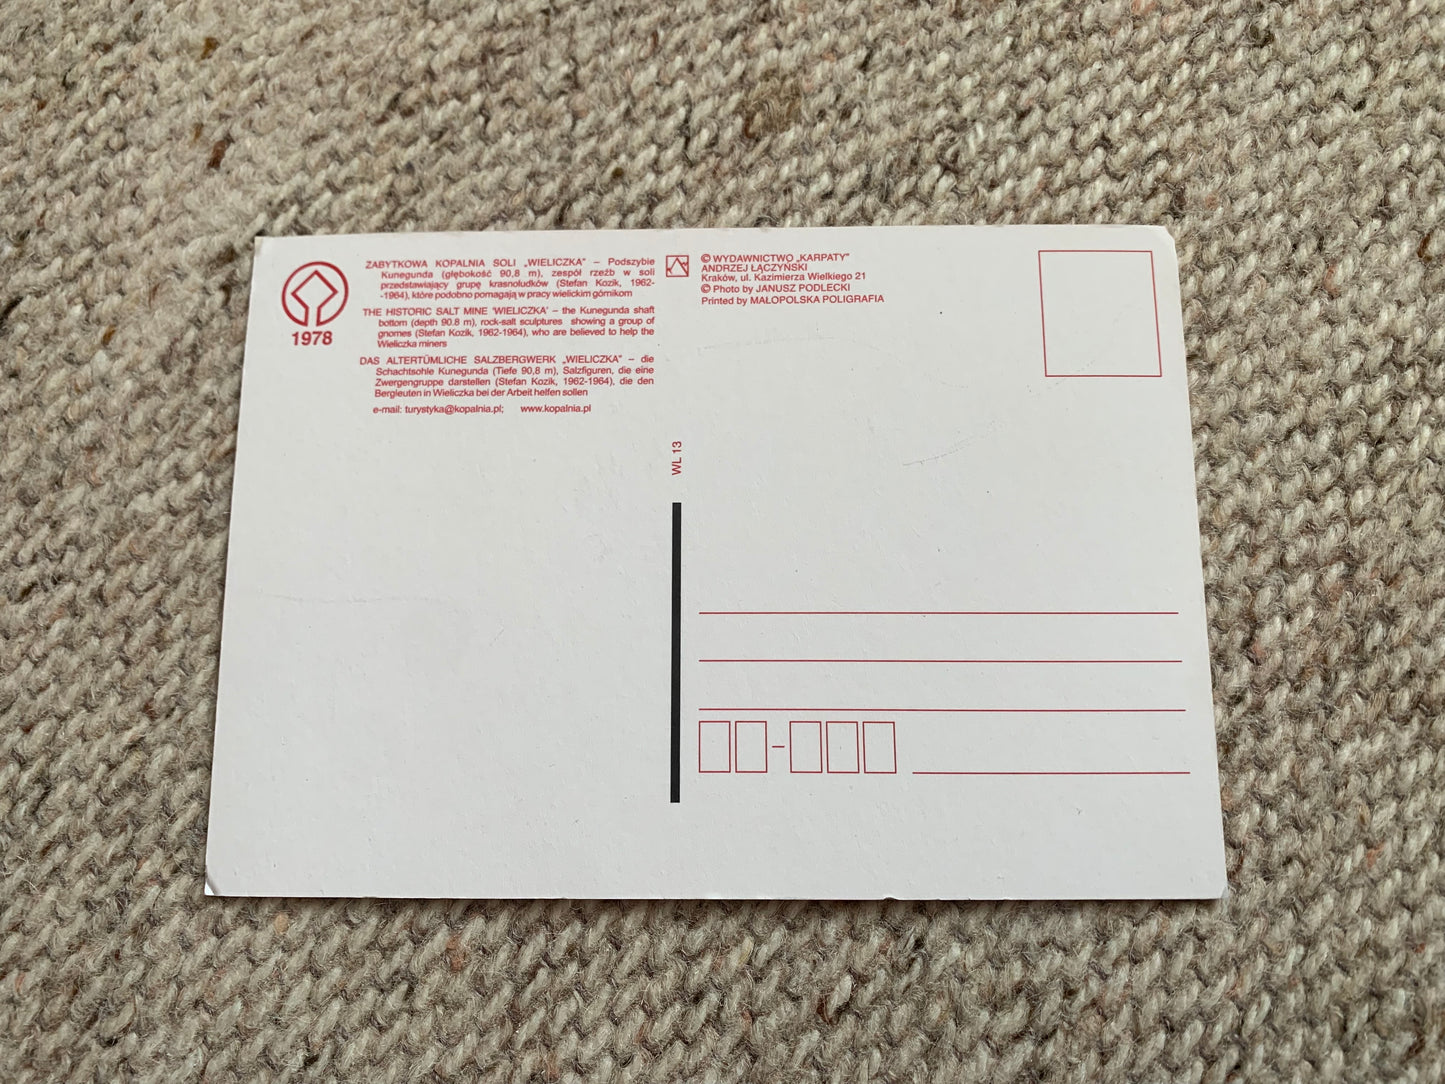 1978
ZABYTKOWA KOPALNIA SOLI „WIELICZKA” – Podszybie
Kunegunda (głębokość 90,8 m), zespół rzeźb w soli
przedstawiający grupę krasnoludków (Stefan Kozik, 1962-
-1964), które podobno pomagają w pracy wielickim górnikom
THE HISTORIC SALT MINE 'WIELICZKA' – the Kunegunda shaft
bottom (depth 90.8 m), rock-salt sculptures showing a group of
gnomes (Stefan Kozik, 1962-1964), who are believed to help the
Wieliczka miners
DAS ALTERTÜMLICHE SALZBERGWERK „WIELICZKA” – die
Schachtsohle Kunegunda (Tiefe 90,8 m), Salzfiguren, die eine
Zwergengruppe darstellen (Stefan Kozik, 1962-1964), die den
Bergleuten in Wieliczka bei der Arbeit helfen sollen
e-mail: turystyka@kopalnia.pl; www.kopalnia.pl
WL 13
© WYDAWNICTWO „KARPATY”
ANDRZEJ ŁĄCZYŃSKI
Kraków, ul. Kazimierza Wielkiego 21
© Photo by JANUSZ PODLECKI
Printed by MAŁOPOLSKA POLIGRAFIA